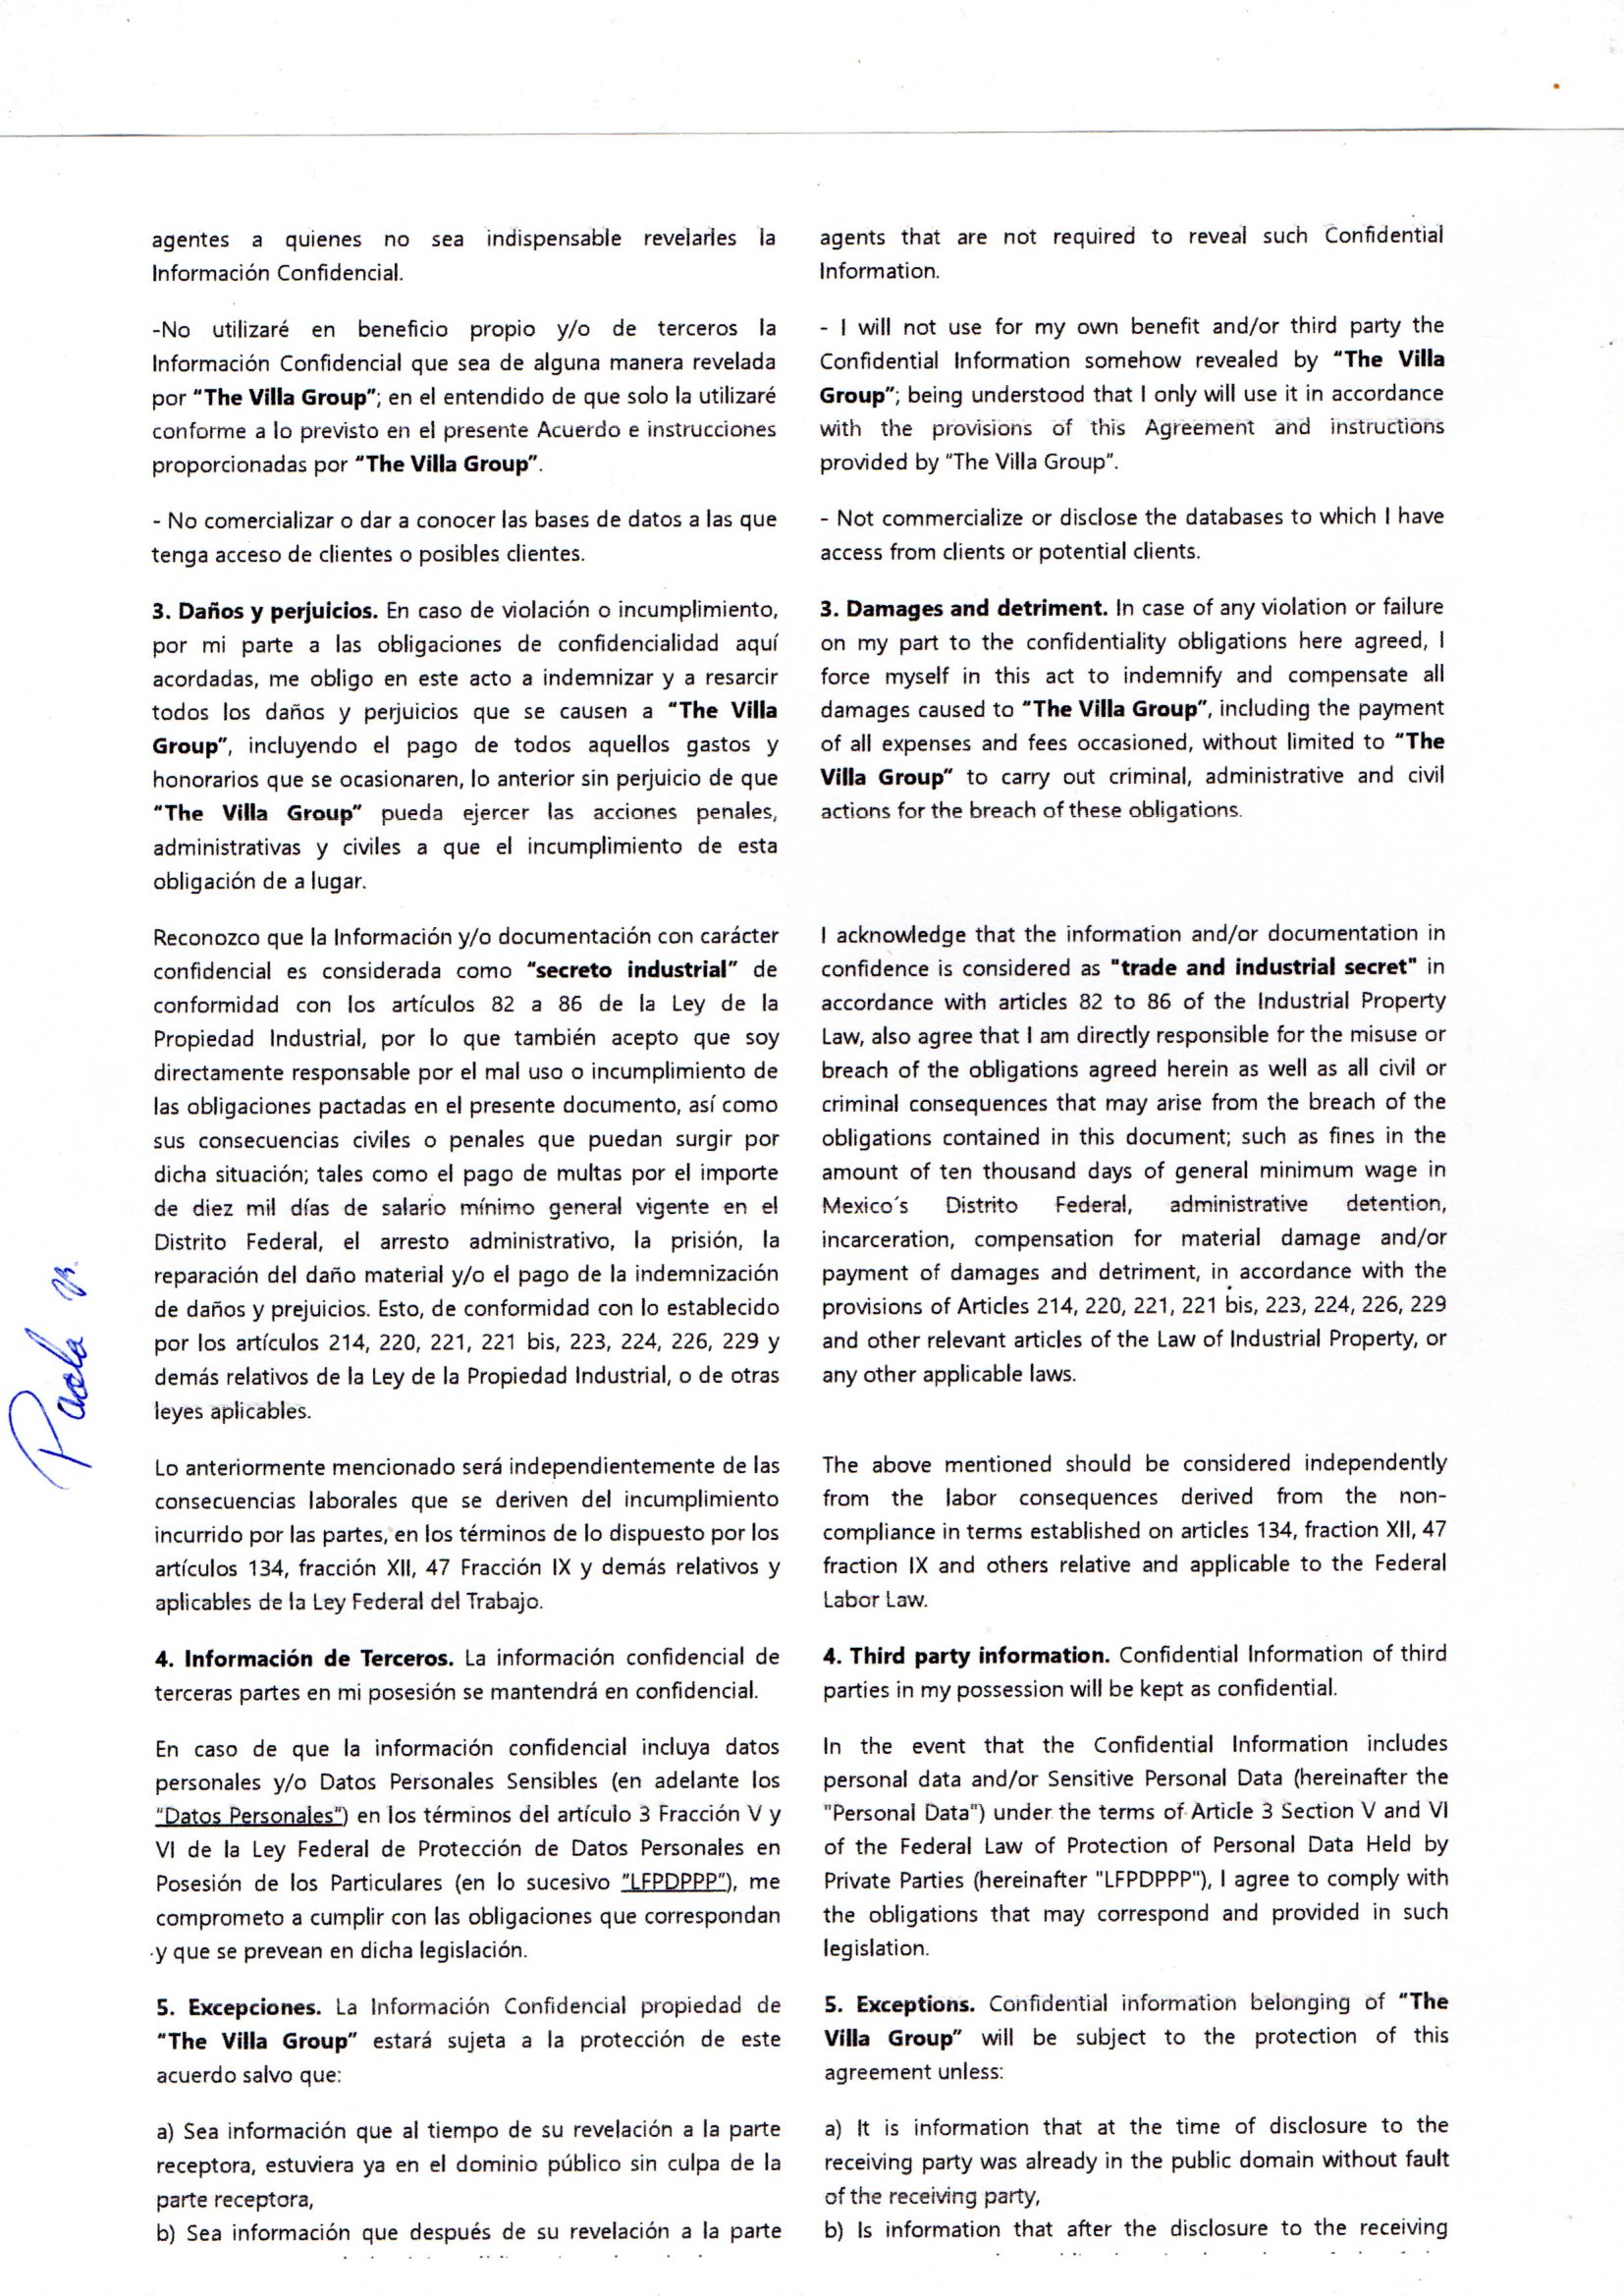 agentes a quienes no sea indispensable revelarles la
Información Confidencial.
-No utilizaré en beneficio propio y/o de terceros la
Información Confidencial que sea de alguna manera revelada
por “The Villa Group”; en el entendido de que solo la utilizaré
conforme a lo previsto en el presente Acuerdo e instrucciones
proporcionadas por “The Villa Group”.
- No comercializar o dar a conocer las bases de datos a las que
tenga acceso de clientes o posibles clientes.
3. Daños y perjuicios. En caso de violación o incumplimiento,
por mi parte a las obligaciones de confidencialidad aquí
acordadas, me obligo en este acto a indemnizar y a resarcir
todos los daños y perjuicios que se causen a “The Villa
Group”, incluyendo el pago de todos aquellos gastos y
honorarios que se ocasionaren, lo anterior sin perjuicio de que
“The Villa Group” pueda ejercer las acciones penales,
administrativas y civiles a que el incumplimiento de esta
obligación de a lugar.
Reconozco que la Información y/o documentación con carácter
confidencial es considerada como “secreto industrial” de
conformidad con los artículos 82 a 86 de la Ley de la
Propiedad Industrial, por lo que también acepto que soy
directamente responsable por el mal uso o incumplimiento de
las obligaciones pactadas en el presente documento, así como
sus consecuencias civiles o penales que puedan surgir por
dicha situación; tales como el pago de multas por el importe
de diez mil días de salario mínimo general vigente en el
Distrito Federal, el arresto administrativo, la prisión, la
reparación del daño material y/o el pago de la indemnización
de daños y prejuicios. Esto, de conformidad con lo establecido
por los artículos 214, 220, 221, 221 bis, 223, 224, 226, 229 y
demás relativos de la Ley de la Propiedad Industrial, o de otras
leyes aplicables.
Lo anteriormente mencionado será independientemente de las
consecuencias laborales que se deriven del incumplimiento
incurrido por las partes, en los términos de lo dispuesto por los
artículos 134, fracción XII, 47 Fracción IX y demás relativos y
aplicables de la Ley Federal del Trabajo.
4. Información de Terceros. La información confidencial de
terceras partes en mi posesión se mantendrá en confidencial.
En caso de que la información confidencial incluya datos
personales y/o Datos Personales Sensibles (en adelante los
“Datos Personales”) en los términos del artículo 3 Fracción V y
VI de la Ley Federal de Protección de Datos Personales en
Posesión de los Particulares (en lo sucesivo “LFPDPPP”), me
comprometo a cumplir con las obligaciones que correspondan
y que se prevean en dicha legislación.
5. Excepciones. La Información Confidencial propiedad de
“The Villa Group” estará sujeta a la protección de este
acuerdo salvo que:
a) Sea información que al tiempo de su revelación a la parte
receptora, estuviera ya en el dominio público sin culpa de la
parte receptora,
b) Sea información que después de su revelación a la parte
agents that are not required to reveal such Confidential
Information.
- I will not use for my own benefit and/or third party the
Confidential Information somehow revealed by “The Villa
Group”; being understood that I only will use it in accordance
with the provisions of this Agreement and instructions
provided by “The Villa Group”.
- Not commercialize or disclose the databases to which I have
access from clients or potential clients.
3. Damages and detriment. In case of any violation or failure
on my part to the confidentiality obligations here agreed, I
force myself in this act to indemnify and compensate all
damages caused to “The Villa Group”, including the payment
of all expenses and fees occasioned, without limited to “The
Villa Group” to carry out criminal, administrative and civil
actions for the breach of these obligations.
I acknowledge that the information and/or documentation in
confidence is considered as "trade and industrial secret" in
accordance with articles 82 to 86 of the Industrial Property
Law, also agree that I am directly responsible for the misuse or
breach of the obligations agreed herein as well as all civil or
criminal consequences that may arise from the breach of the
obligations contained in this document; such as fines in the
amount of ten thousand days of general minimum wage in
Mexico´s Distrito Federal, administrative detention,
incarceration, compensation for material damage and/or
payment of damages and detriment, in accordance with the
provisions of Articles 214, 220, 221, 221 bis, 223, 224, 226, 229
and other relevant articles of the Law of Industrial Property, or
any other applicable laws.
The above mentioned should be considered independently
from the labor consequences derived from the non-
compliance in terms established on articles 134, fraction XII, 47
fraction IX and others relative and applicable to the Federal
Labor Law.
4. Third party information. Confidential Information of third
parties in my possession will be kept as confidential.
In the event that the Confidential Information includes
personal data and/or Sensitive Personal Data (hereinafter the
"Personal Data") under the terms of Article 3 Section V and VI
of the Federal Law of Protection of Personal Data Held by
Private Parties (hereinafter "LFPDPPP"), I agree to comply with
the obligations that may correspond and provided in such
legislation.
5. Exceptions. Confidential information belonging of “The
Villa Group” will be subject to the protection of this
agreement unless:
a) It is information that at the time of disclosure to the
receiving party was already in the public domain without fault
of the receiving party,
b) Is information that after the disclosure to the receiving
Paola